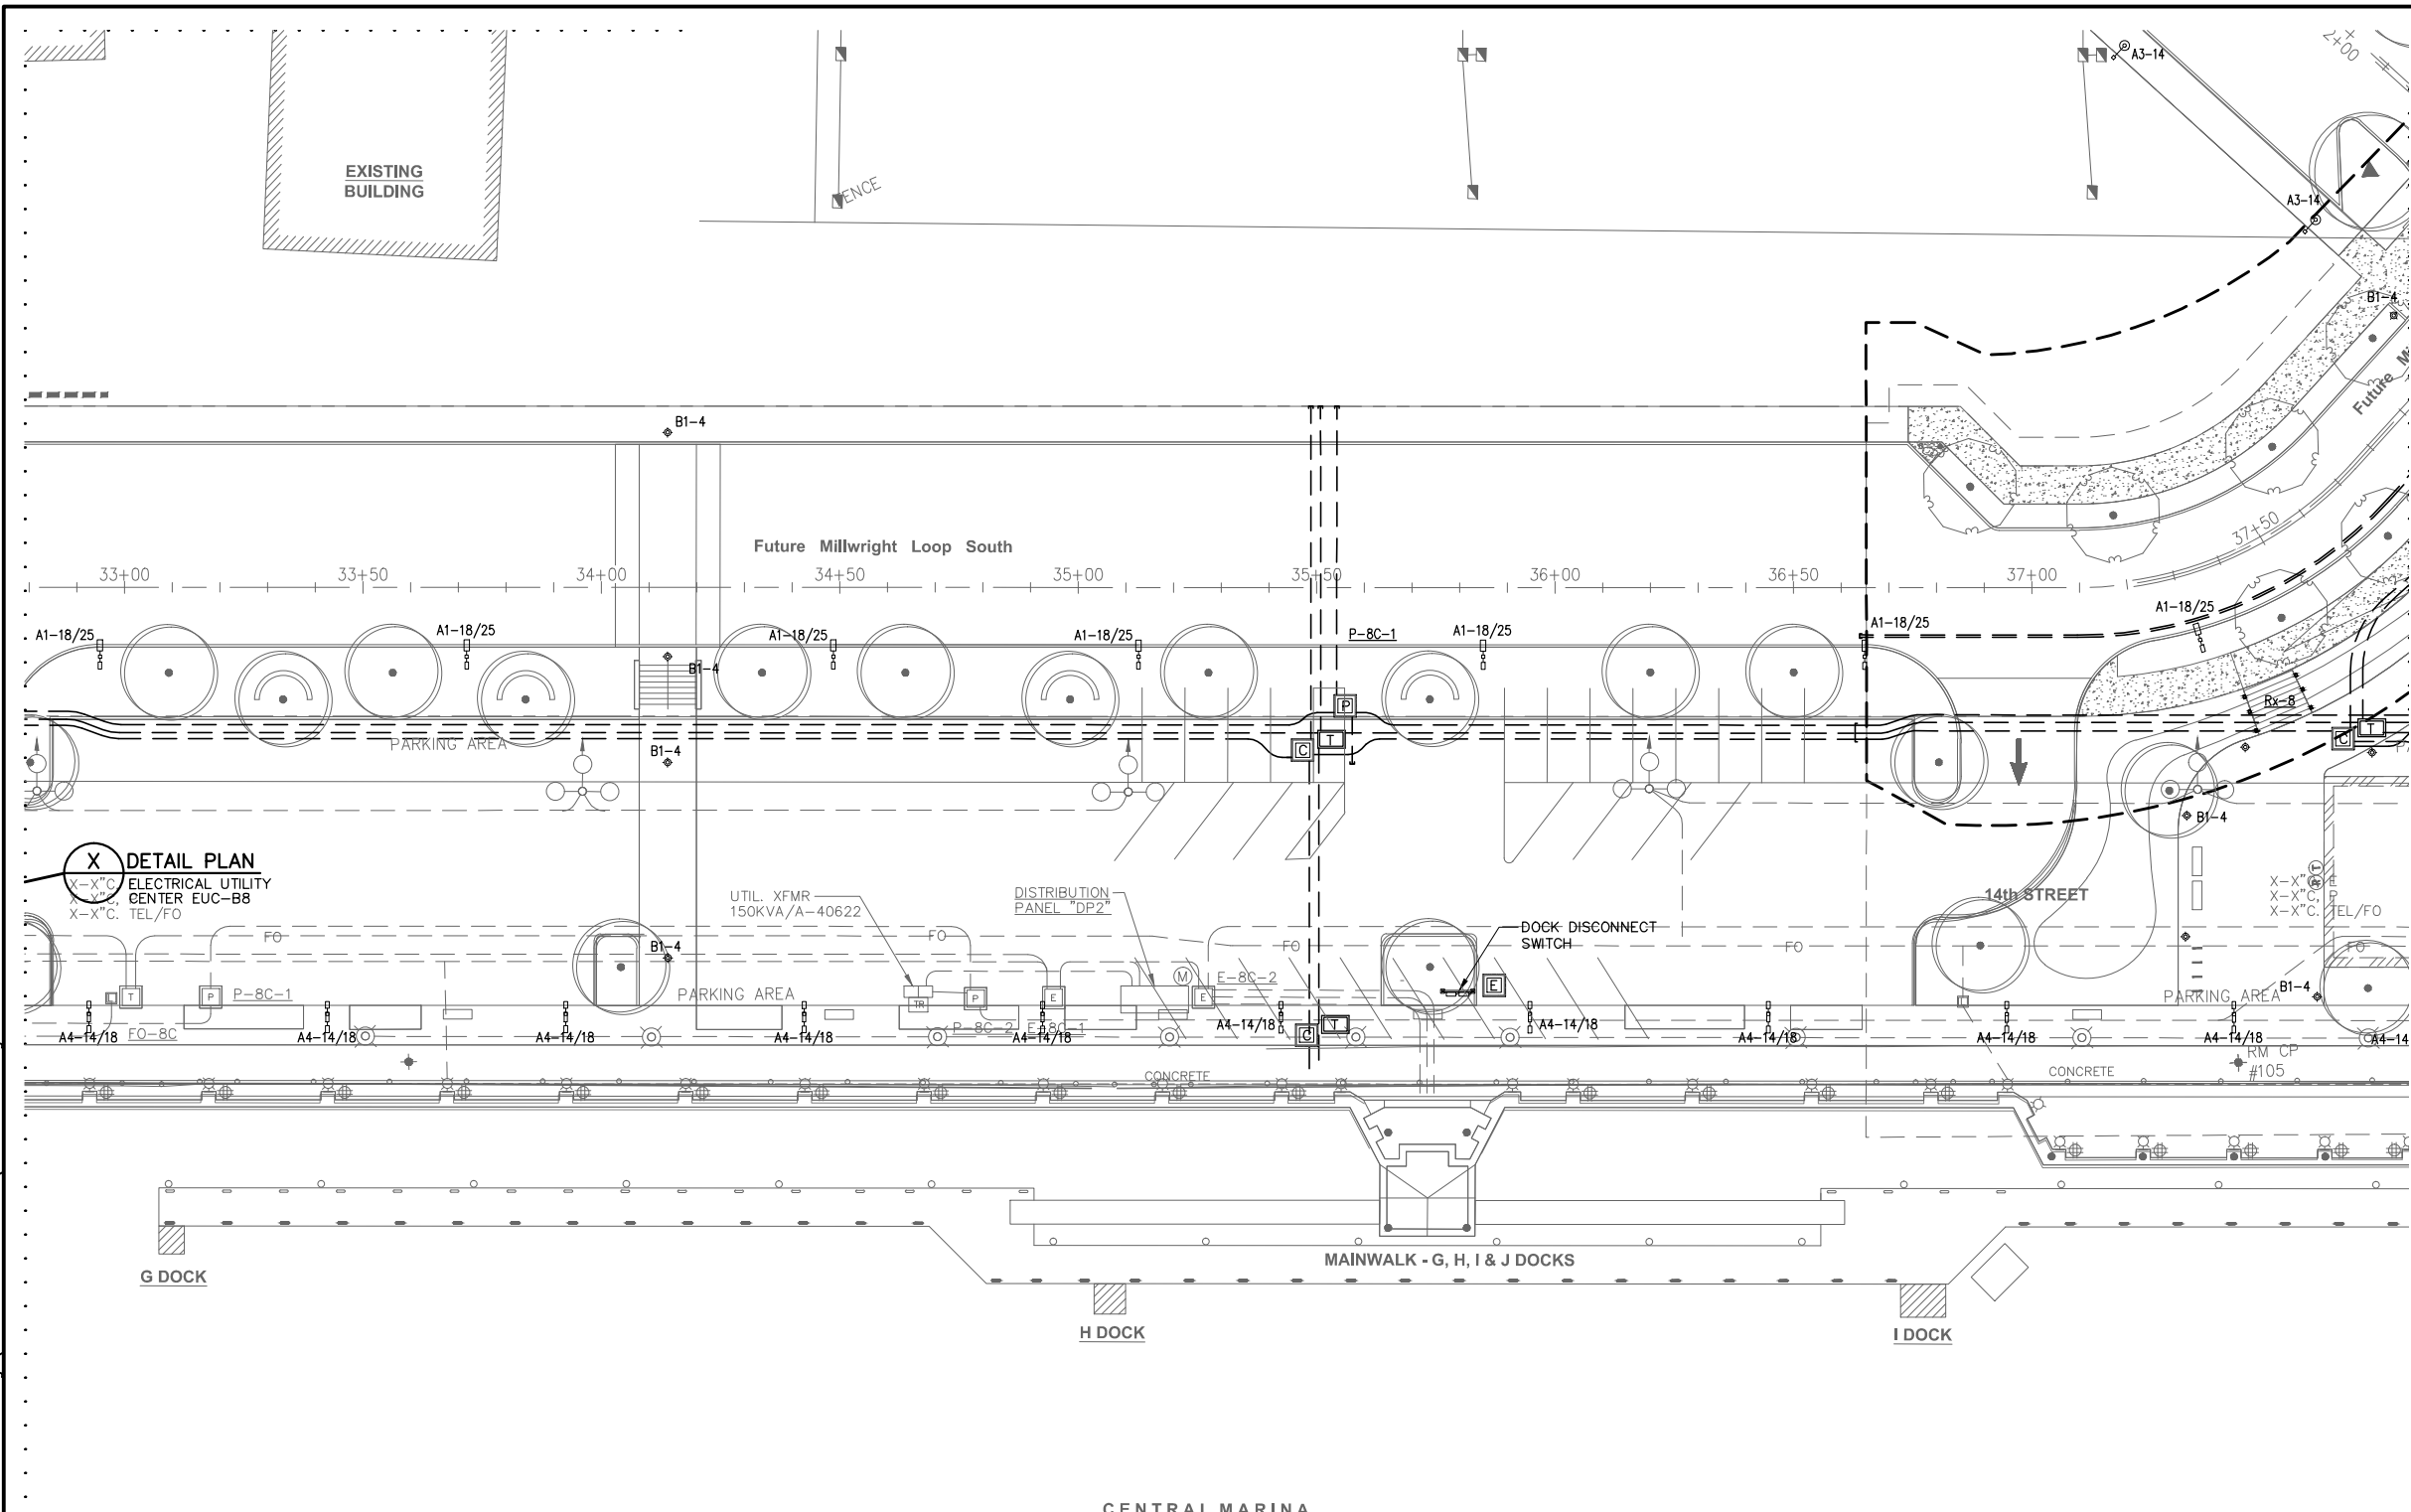 A3-14
2+00
EXISTING
BUILDING
FENCE
A3-14
B1-4
B1-4
Future M
Future Millwright Loop South
33+00
33+50
34+00
34+50
35+00
35+50
36+00
36+50
37+00
37+50
A1-18/25
A1-18/25
A1-18/25
A1-18/25
P-8C-1
A1-18/25
A1-18/25
A1-18/25
B1-4
Rx-8
P
T
C
T
C
PARKING AREA
B1-4
PA
B1-4
X DETAIL PLAN
ELECTRICAL UTILITY
CENTER EUC-B8
X-X"C,
X-X"C,
X-X"C. TEL/FO
UTIL. XFMR
150KVA/A-40622
DISTRIBUTION
PANEL "DP2"
DOCK DISCONNECT
SWITCH
14th STREET
X-X"C, E
X-X"C, P
X-X"C. TEL/FO
T
R
FO
FO
FO
FO
FO
B1-4
M
E-8C-2
E
T
P
P-8C-1
PARKING AREA
TR
P
E
E
PARKING AREA
B1-4
A4-14/18
FO-8C
A4-14/18
A4-14/18
A4-14/18
P-8C-2
E-8C-1
A4-14/18
A4-14/18
C
T
A4-14/18
A4-14/18
A4-14/18
A4-14/18
A4-14
RM CP
#105
CONCRETE
CONCRETE
G DOCK
MAINWALK - G, H, I & J DOCKS
H DOCK
I DOCK
CENTRAL MARINA